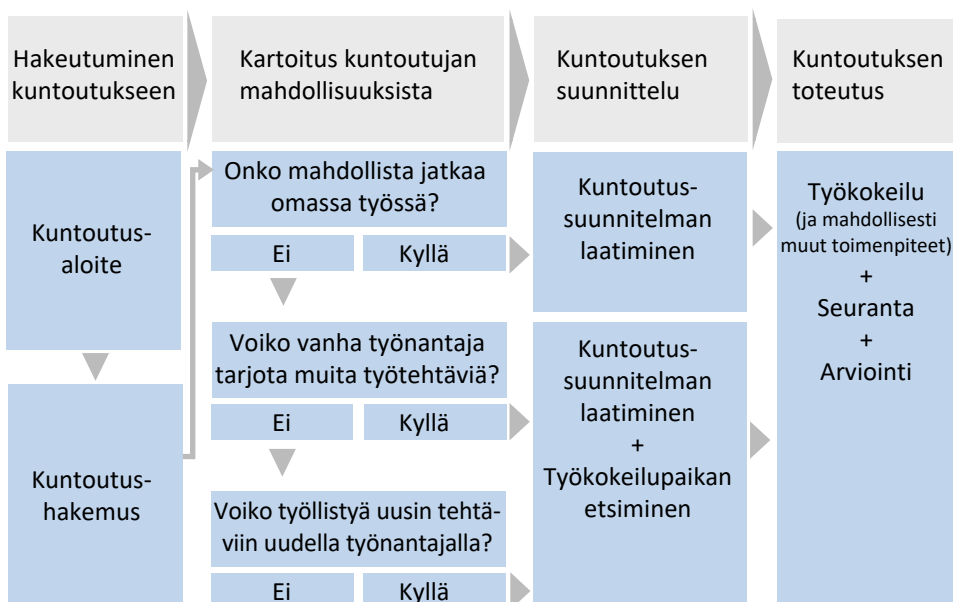 Hakeutuminen
kuntoutukseen
Kartoitus kuntoutujan
mahdollisuuksista
Kuntoutuksen
suunnittelu
Kuntoutuksen
toteutus
Kuntoutus-
aloite
Kuntoutus-
hakemus
Onko mahdollista jatkaa
omassa työssä?
Ei
Kyllä
Voiko vanha työnantaja
tarjota muita työtehtäviä?
Ei
Kyllä
Voiko työllistyä uusin tehtä-
viin uudella työnantajalla?
Ei
Kyllä
Kuntoutus-
suunnitelman
laatiminen
Kuntoutus-
suunnitelman
laatiminen
+
Työkokeilupaikan
etsiminen
Työkokeilu
(ja mahdollisesti
muut toimenpiteet)
+
Seuranta
+
Arviointi